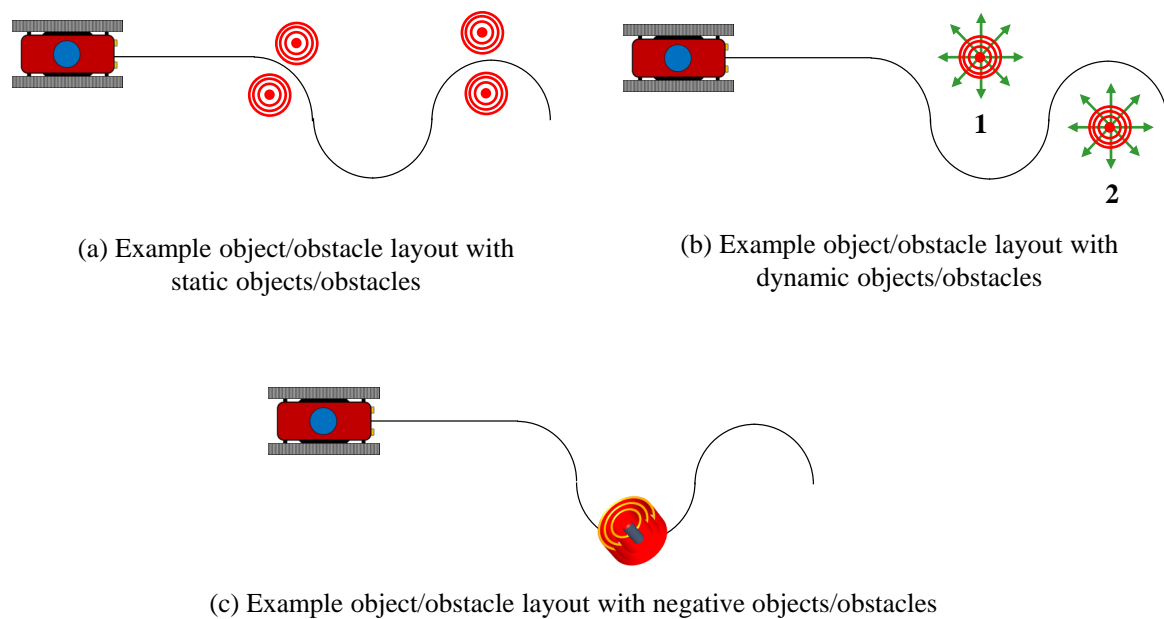 1
2
(a) Example object/obstacle layout with
static objects/obstacles
(b) Example object/obstacle layout with
dynamic objects/obstacles
(c) Example object/obstacle layout with negative objects/obstacles